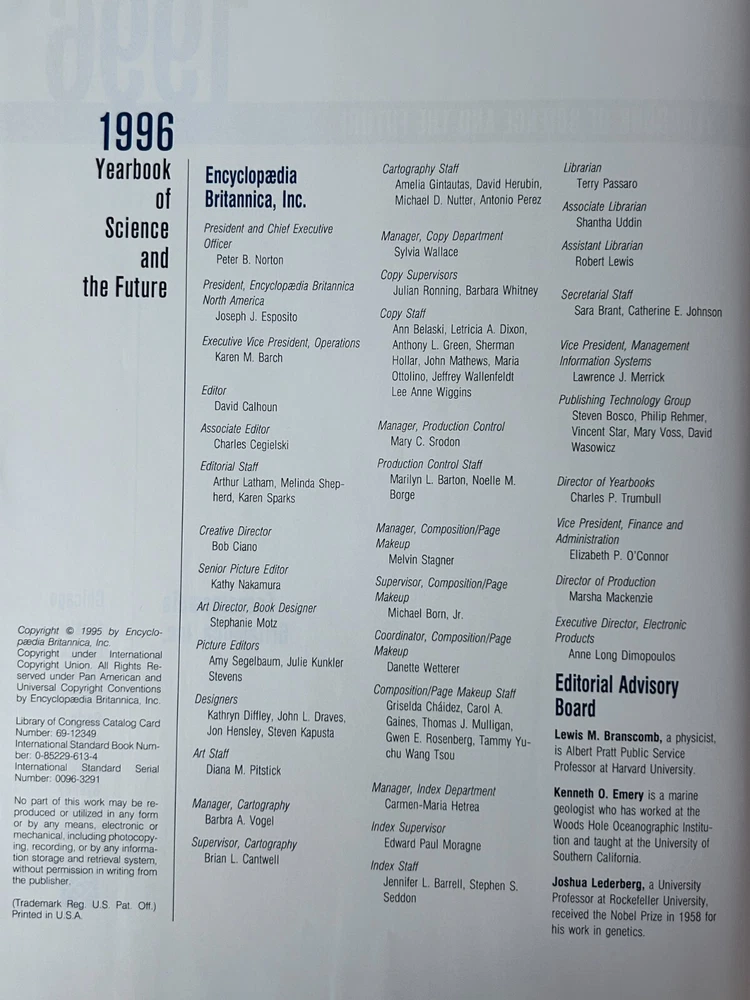 1996
Yearbook
of
Science
and
the Future
Copyright © 1995 by Encyclo-
pædia Britannica, Inc.
Copyright under International
Copyright Union. All Rights Re-
served under Pan American and
Universal Copyright Conventions
by Encyclopædia Britannica, Inc.
Library of Congress Catalog Card
Number: 69-12349
International Standard Book Num-
ber: 0-85229-613-4
International Standard Serial
Number: 0096-3291
No part of this work may be re-
produced or utilized in any form
or by any means, electronic or
mechanical, including photocopy-
ing, recording, or by any informa-
tion storage and retrieval system,
without permission in writing from
the publisher.
(Trademark Reg. U.S. Pat. Off.)
Printed in U.S.A.
Encyclopædia
Britannica, Inc.
President and Chief Executive
Officer
Peter B. Norton
President, Encyclopædia Britannica
North America
Joseph J. Esposito
Executive Vice President, Operations
Karen M. Barch
Editor
David Calhoun
Associate Editor
Charles Cegielski
Editorial Staff
Arthur Latham, Melinda Shep-
herd, Karen Sparks
Creative Director
Bob Ciano
Senior Picture Editor
Kathy Nakamura
Art Director, Book Designer
Stephanie Motz
Picture Editors
Amy Segelbaum, Julie Kunkler
Stevens
Designers
Kathryn Diffley, John L. Draves,
Jon Hensley, Steven Kapusta
Art Staff
Diana M. Pitstick
Manager, Cartography
Barbra A. Vogel
Supervisor, Cartography
Brian L. Cantwell
Cartography Staff
Amelia Gintautas, David Herubin,
Michael D. Nutter, Antonio Perez
Manager, Copy Department
Sylvia Wallace
Copy Supervisors
Julian Ronning, Barbara Whitney
Copy Staff
Ann Belaski, Letricia A. Dixon,
Anthony L. Green, Sherman
Hollar, John Mathews, Maria
Ottolino, Jeffrey Wallenfeldt
Lee Anne Wiggins
Manager, Production Control
Mary C. Srodon
Production Control Staff
Marilyn L. Barton, Noelle M.
Borge
Manager, Composition/Page
Makeup
Melvin Stagner
Supervisor, Composition/Page
Makeup
Michael Born, Jr.
Coordinator, Composition/Page
Makeup
Danette Wetterer
Composition/Page Makeup Staff
Griselda Cháidez, Carol A.
Gaines, Thomas J. Mulligan,
Gwen E. Rosenberg, Tammy Yu-
chu Wang Tsou
Manager, Index Department
Carmen-Maria Hetrea
Index Supervisor
Edward Paul Moragne
Index Staff
Jennifer L. Barrell, Stephen S.
Seddon
Librarian
Terry Passaro
Associate Librarian
Shantha Uddin
Assistant Librarian
Robert Lewis
Secretarial Staff
Sara Brant, Catherine E. Johnson
Vice President, Management
Information Systems
Lawrence J. Merrick
Publishing Technology Group
Steven Bosco, Philip Rehmer,
Vincent Star, Mary Voss, David
Wasowicz
Director of Yearbooks
Charles P. Trumbull
Vice President, Finance and
Administration
Elizabeth P. O'Connor
Director of Production
Marsha Mackenzie
Executive Director, Electronic
Products
Anne Long Dimopoulos
Editorial Advisory
Board
Lewis M. Branscomb, a physicist,
is Albert Pratt Public Service
Professor at Harvard University.
Kenneth O. Emery is a marine
geologist who has worked at the
Woods Hole Oceanographic Institu-
tion and taught at the University of
Southern California.
Joshua Lederberg, a University
Professor at Rockefeller University,
received the Nobel Prize in 1958 for
his work in genetics.